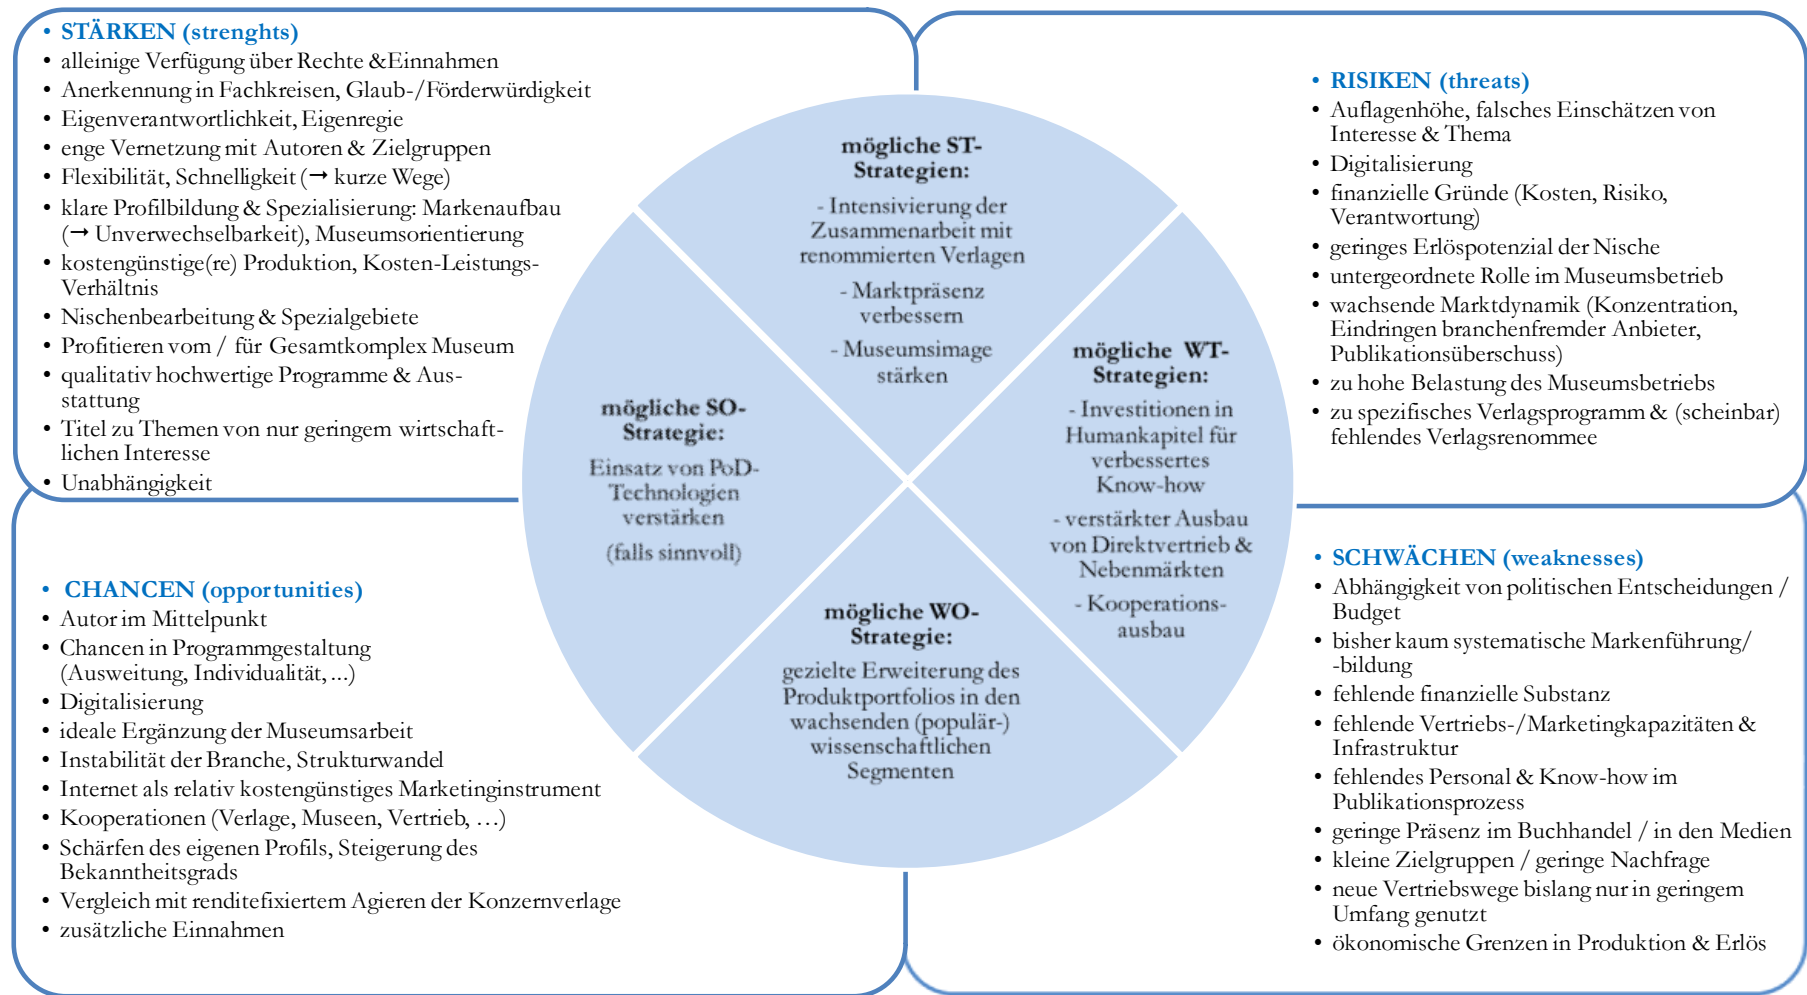 • STÄRKEN (strenghts)
• alleinige Verfügung über Rechte &Einnahmen
• Anerkennung in Fachkreisen, Glaub-/Förderwürdigkeit
• Eigenverantwortlichkeit, Eigenregie
• enge Vernetzung mit Autoren & Zielgruppen
• Flexibilität, Schnelligkeit (→ kurze Wege)
• klare Profilbildung & Spezialisierung: Markenaufbau
(→ Unverwechselbarkeit), Museumsorientierung
• kostengünstige(re) Produktion, Kosten-Leistungs-
Verhältnis
• Nischenbearbeitung & Spezialgebiete
• Profitieren vom / für Gesamtkomplex Museum
• qualitativ hochwertige Programme & Aus-
stattung
• Titel zu Themen von nur geringem wirtschaft-
lichen Interesse
• Unabhängigkeit
• RISIKEN (threats)
• Auflagenhöhe, falsches Einschätzen von
Interesse & Thema
• Digitalisierung
• finanzielle Gründe (Kosten, Risiko,
Verantwortung)
• geringes Erlöspotenzial der Nische
• untergeordnete Rolle im Museumsbetrieb
• wachsende Marktdynamik (Konzentration,
Eindringen branchenfremder Anbieter,
Publikationsüberschuss)
• zu hohe Belastung des Museumsbetriebs
• zu spezifisches Verlagsprogramm & (scheinbar)
fehlendes Verlagsrenommee
mögliche ST-
Strategien:
- Intensivierung der
Zusammenarbeit mit
renommierten Verlagen
- Marktpräsenz
verbessern
- Museumsimage
stärken
mögliche SO-
Strategie:
Einsatz von PoD-
Technologien
verstärken
(falls sinnvoll)
mögliche WT-
Strategien:
- Investitionen in
Humankapitel für
verbessertes
Know-how
- verstärkter Ausbau
von Direktvertrieb &
Nebenmärkten
- Kooperations-
ausbau
mögliche WO-
Strategie:
gezielte Erweiterung des
Produktportfolios in den
wachsenden (populär-)
wissenschaftlichen
Segmenten
• CHANCEN (opportunities)
• Autor im Mittelpunkt
• Chancen in Programmgestaltung
(Ausweitung, Individualität, ...)
• Digitalisierung
• ideale Ergänzung der Museumsarbeit
• Instabilität der Branche, Strukturwandel
• Internet als relativ kostengünstiges Marketinginstrument
• Kooperationen (Verlage, Museen, Vertrieb, …)
• Schärfen des eigenen Profils, Steigerung des
Bekanntheitsgrads
• Vergleich mit renditefixiertem Agieren der Konzernverlage
• zusätzliche Einnahmen
• SCHWÄCHEN (weaknesses)
• Abhängigkeit von politischen Entscheidungen /
Budget
• bisher kaum systematische Markenführung/
-bildung
• fehlende finanzielle Substanz
• fehlende Vertriebs-/Marketingkapazitäten &
Infrastruktur
• fehlendes Personal & Know-how im
Publikationsprozess
• geringe Präsenz im Buchhandel / in den Medien
• kleine Zielgruppen / geringe Nachfrage
• neue Vertriebswege bislang nur in geringem
Umfang genutzt
• ökonomische Grenzen in Produktion & Erlös